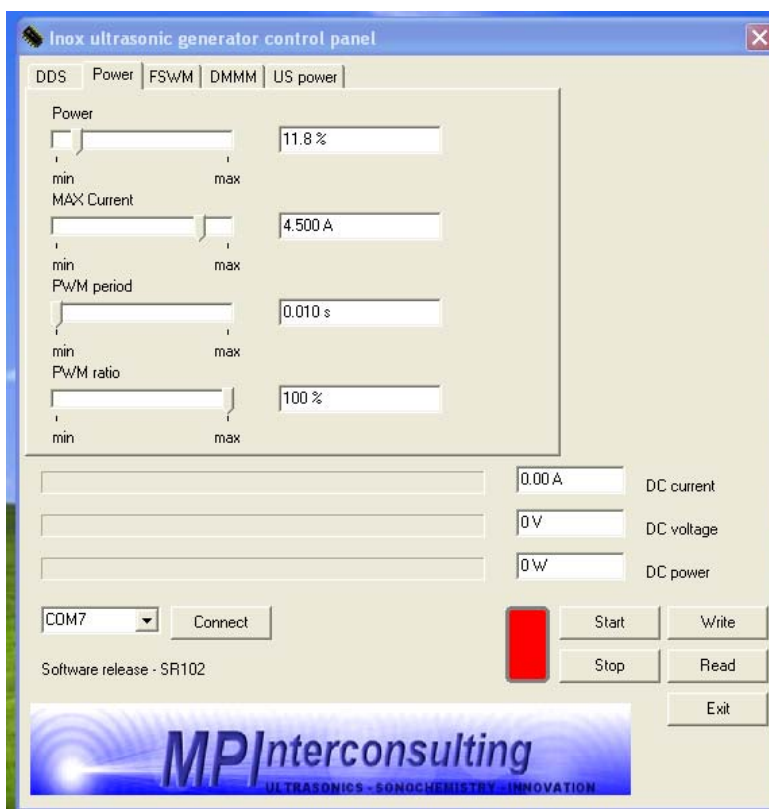 Inox ultrasonic generator control panel
DDS Power FSWM DMMM US power
Power
11.8 %
min max
MAX Current
4.500 A
min max
PWM period
0.010 s
min max
PWM ratio
100 %
min max
0.00 A DC current
0 V DC voltage
0 W DC power
COM7 Connect Start Write
Software release - SR102 Stop Read
Exit
MPInterconsulting
ULTRASONICS - SONOCHEMISTRY - INNOVATION